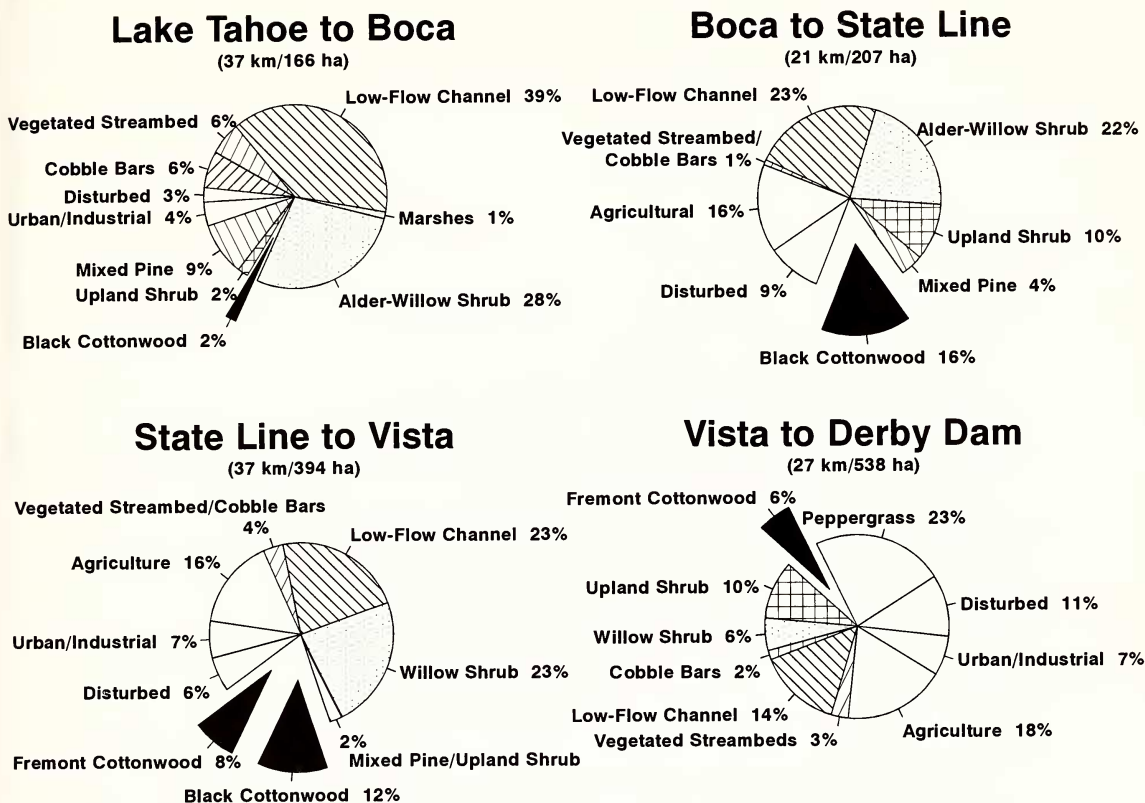 Lake Tahoe to Boca
(37 km/166 ha)
Low-Flow Channel 39%
Vegetated Streambed 6%
Cobble Bars 6%
Disturbed 3%
Urban/Industrial 4%
Marshes 1%
Mixed Pine 9%
Upland Shrub 2%
Alder-Willow Shrub 28%
Black Cottonwood 2%
Boca to State Line
(21 km/207 ha)
Low-Flow Channel 23%
Alder-Willow Shrub 22%
Vegetated Streambed/
Cobble Bars 1%
Agricultural 16%
Upland Shrub 10%
Disturbed 9%
Mixed Pine 4%
Black Cottonwood 16%
State Line to Vista
(37 km/394 ha)
Vegetated Streambed/Cobble Bars
4%
Low-Flow Channel 23%
Agriculture 16%
Urban/Industrial 7%
Willow Shrub 23%
Disturbed 6%
2%
Mixed Pine/Upland Shrub
Fremont Cottonwood 8%
Black Cottonwood 12%
Vista to Derby Dam
(27 km/538 ha)
Fremont Cottonwood 6%
Peppergrass 23%
Upland Shrub 10%
Disturbed 11%
Willow Shrub 6%
Urban/Industrial 7%
Cobble Bars 2%
Low-Flow Channel 14%
Agriculture 18%
Vegetated Streambeds 3%